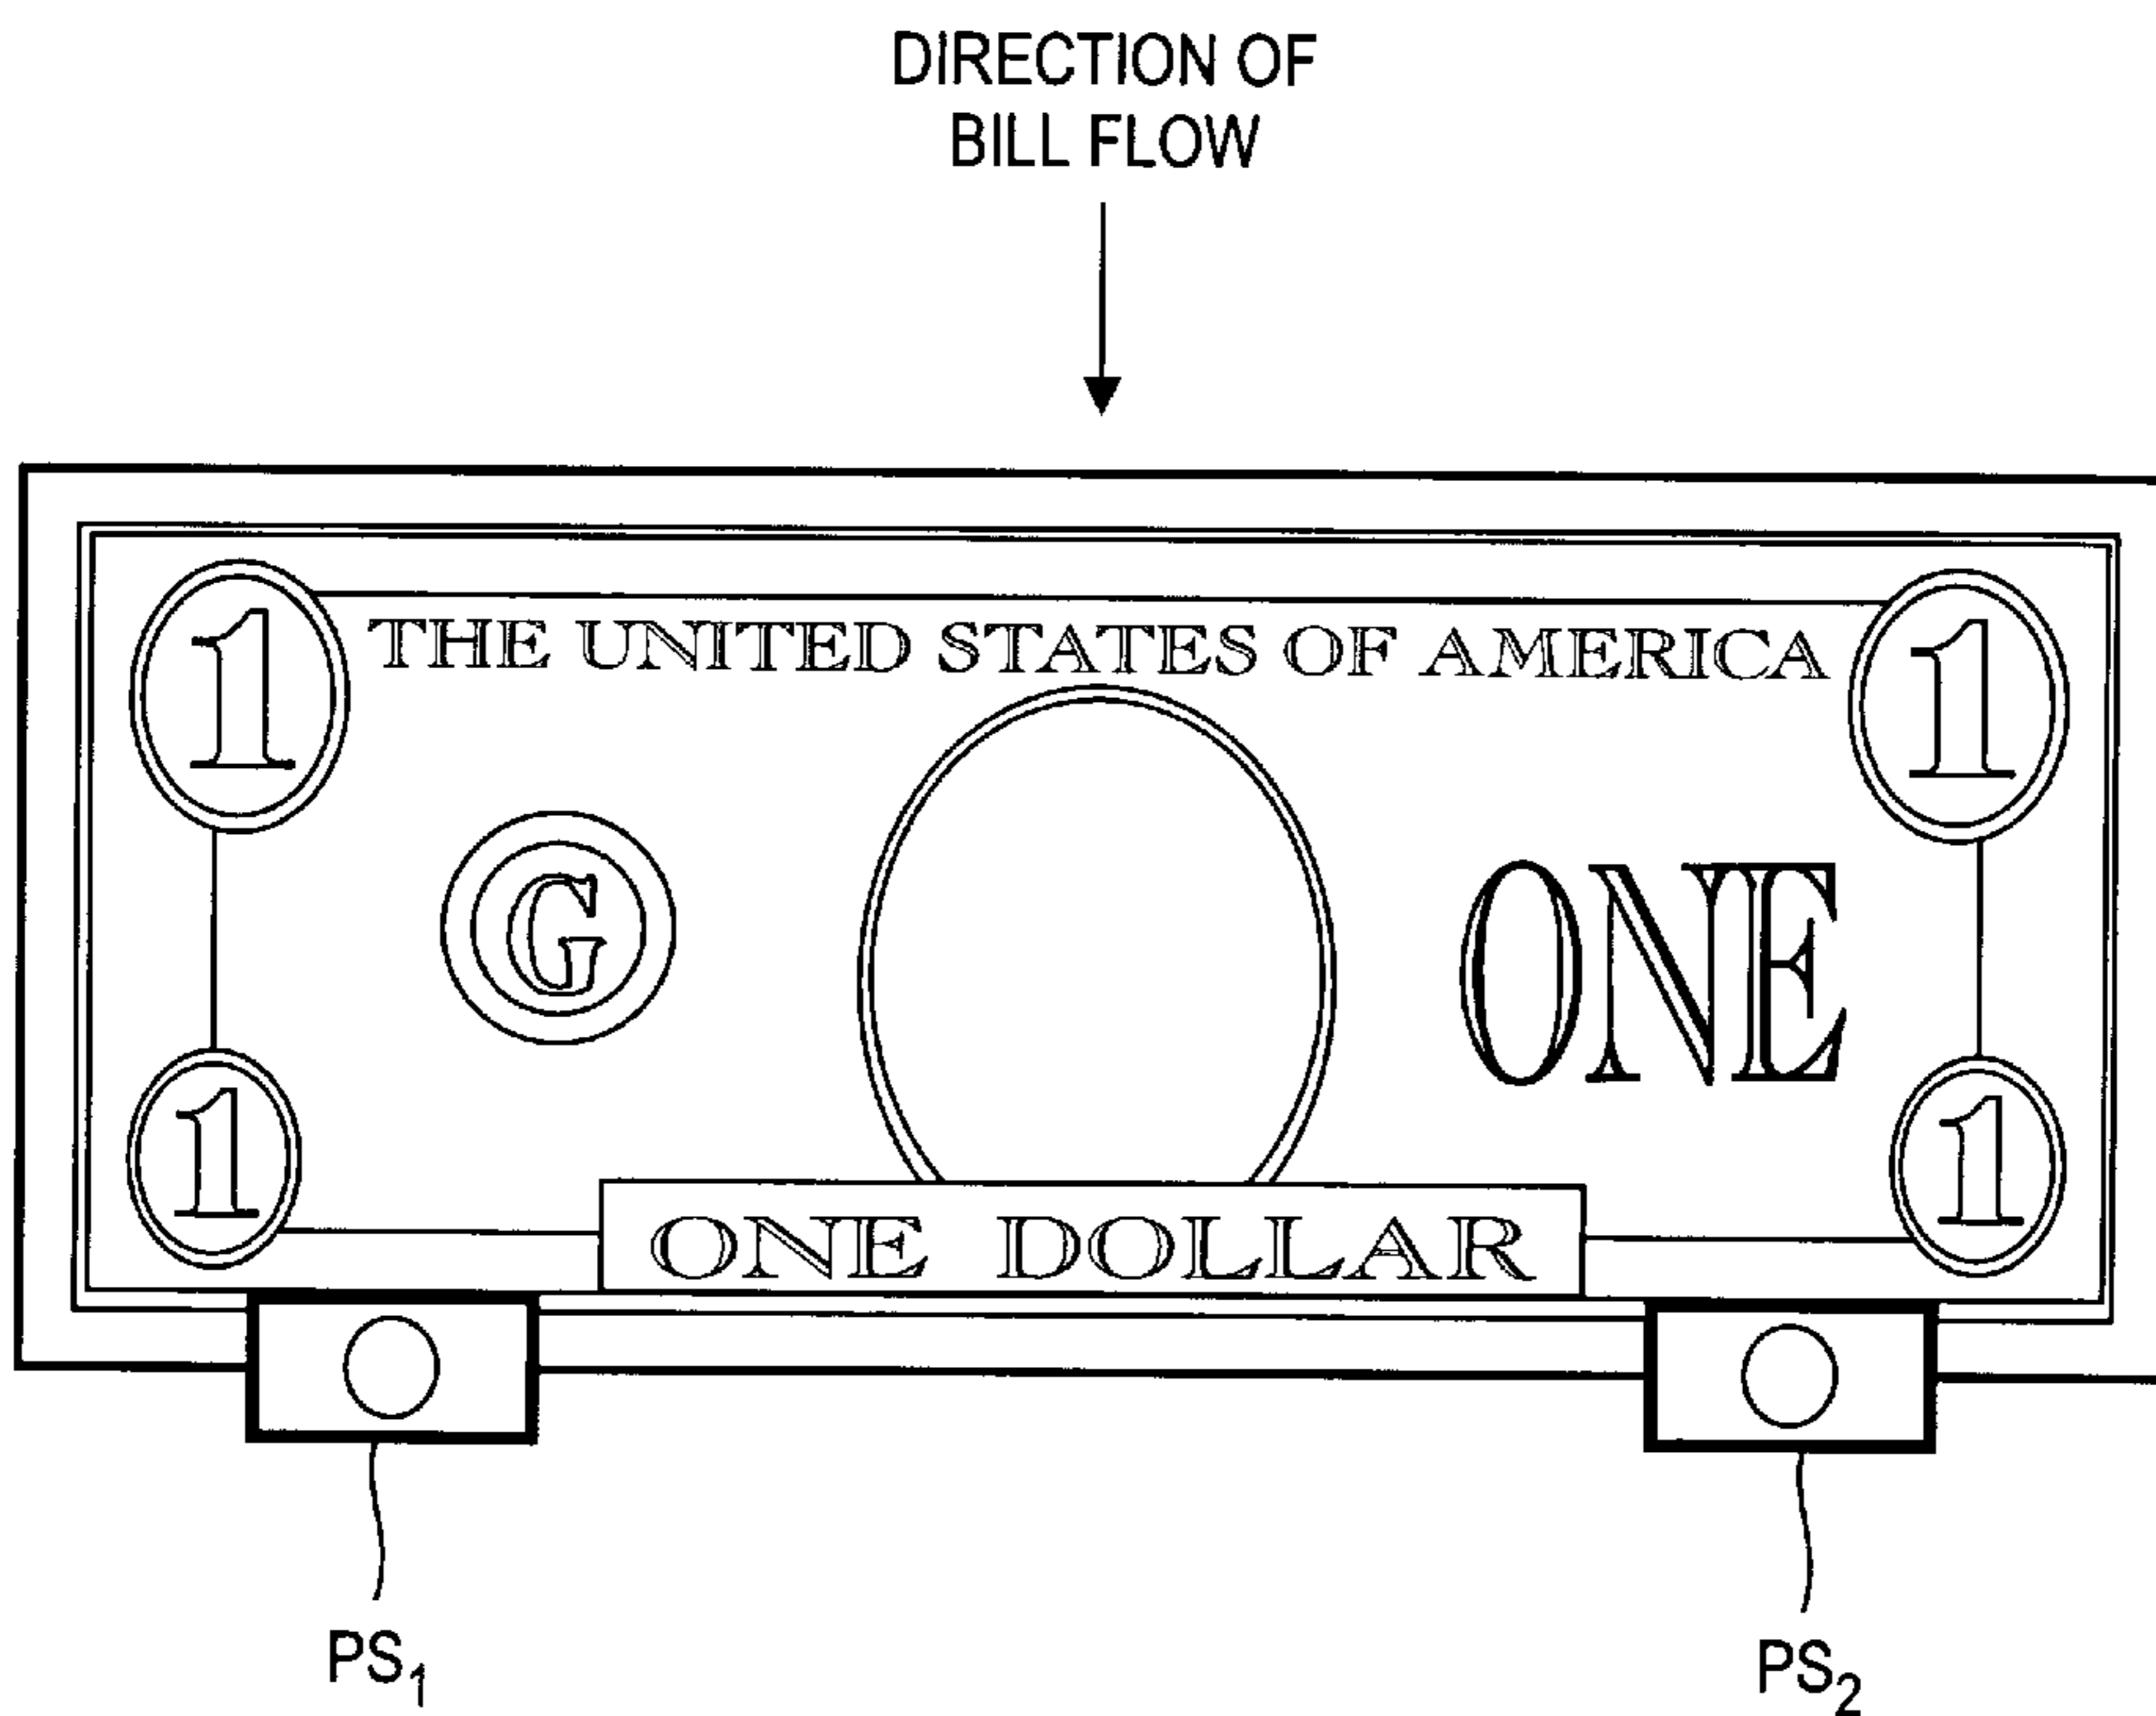 DIRECTION OF
BILL FLOW
1 THE UNITED STATES OF AMERICA 1
G ONE
1 1
ONE DOLLAR
PS₁ PS₂